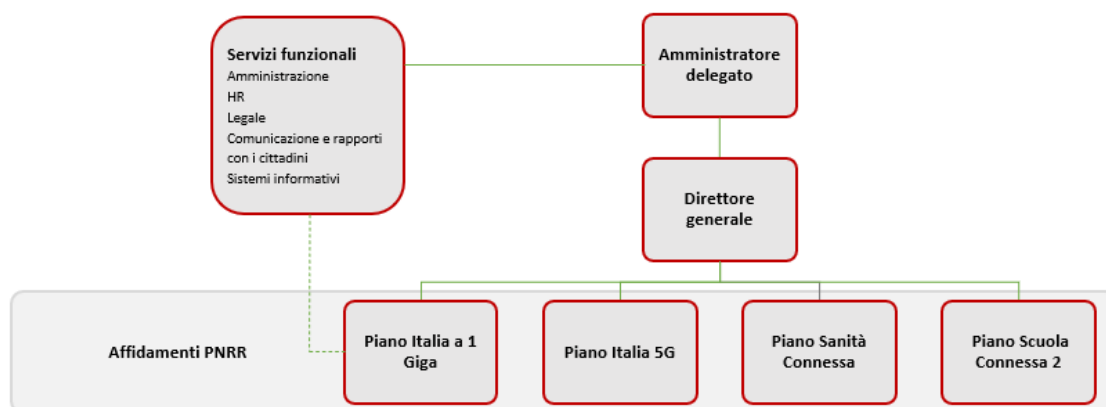 Servizi funzionali
Amministrazione
HR
Legale
Comunicazione e rapporti
con i cittadini
Sistemi informativi
Amministratore
delegato
Direttore
generale
Affidamenti PNRR
Piano Italia a 1
Giga
Piano Italia 5G
Piano Sanità
Connessa
Piano Scuola
Connessa 2